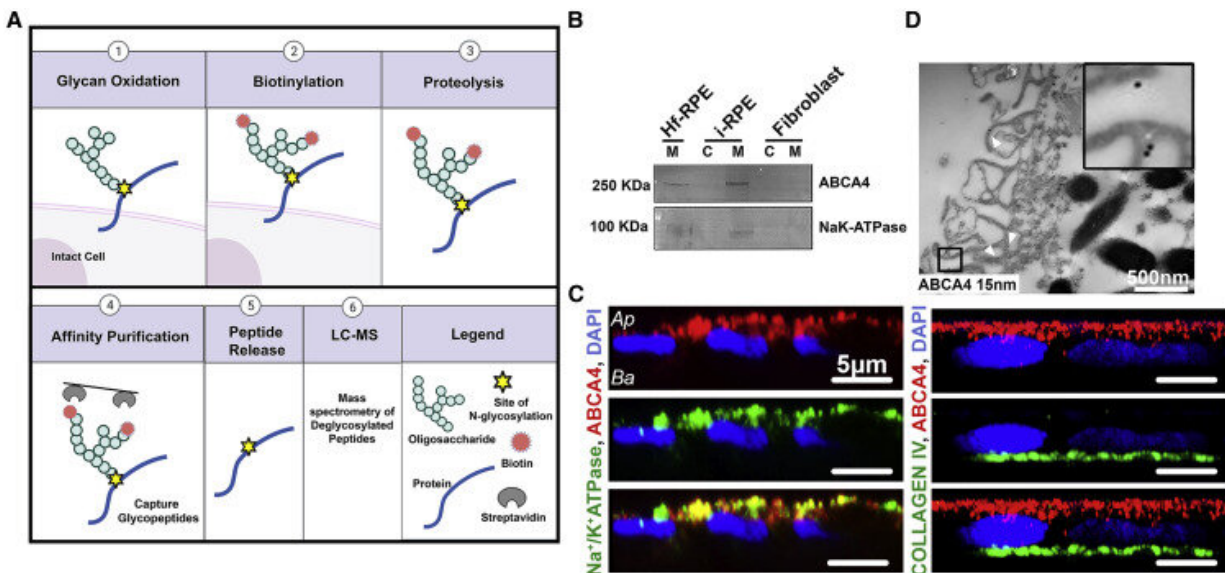 A
1
2
3
Glycan Oxidation
Biotinylation
Proteolysis
Intact Cell
4
5
6
Affinity Purification
Peptide
Release
LC-MS
Legend
Capture
Glycopeptides
Mass
spectrometry of
Deglycosylated
Peptides
Oligosaccharide
Site of
N-glycosylation
Biotin
Protein
Streptavidin
B
Hf-RPE
i-RPE
Fibroblast
M C M C M
250 KDa
ABCA4
100 KDa
NaK-ATPase
C
Na+/K+ATPase, ABCA4, DAPI
Ap
Ba
5µm
COLLAGEN IV, ABCA4, DAPI
D
ABCA4 15nm
500nm